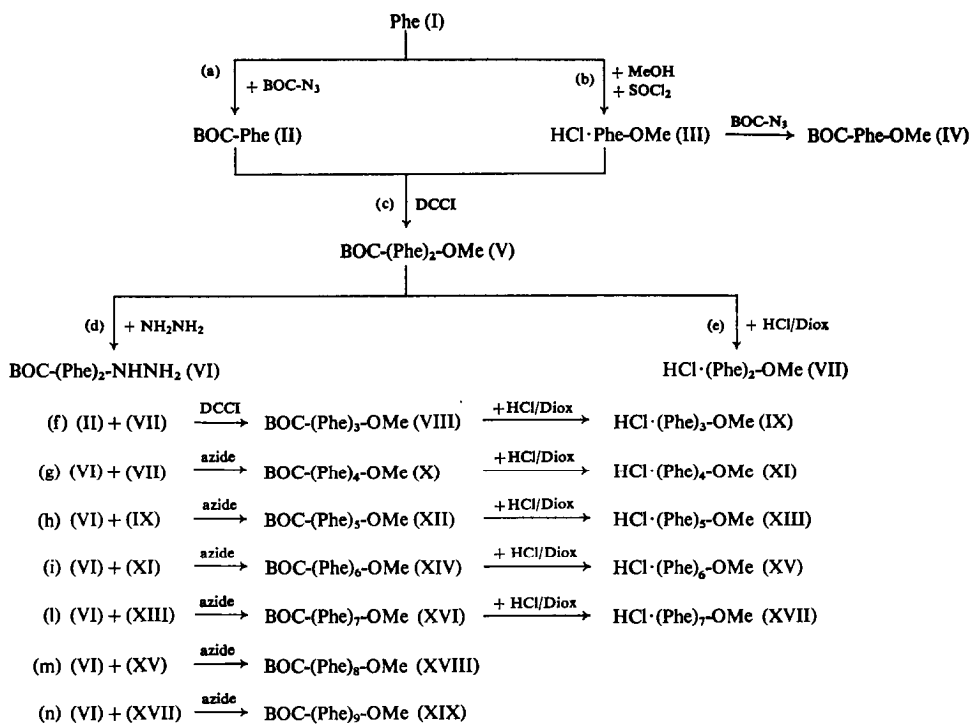 Phe (I)
(a) + BOC-N₃
(b) + MeOH
+ SOCl₂
BOC-Phe (II)
HCl·Phe-OMe (III) BOC-N₃ → BOC-Phe-OMe (IV)
(c) DCCI
BOC-(Phe)₂-OMe (V)
(d) + NH₂NH₂
(e) + HCl/Diox
BOC-(Phe)₂-NHNH₂ (VI)
HCl·(Phe)₂-OMe (VII)
(f) (II) + (VII) DCCI → BOC-(Phe)₃-OMe (VIII) +HCl/Diox → HCl·(Phe)₃-OMe (IX)
(g) (VI) + (VII) azide → BOC-(Phe)₄-OMe (X) +HCl/Diox → HCl·(Phe)₄-OMe (XI)
(h) (VI) + (IX) azide → BOC-(Phe)₅-OMe (XII) +HCl/Diox → HCl·(Phe)₅-OMe (XIII)
(i) (VI) + (XI) azide → BOC-(Phe)₆-OMe (XIV) + HCl/Diox → HCl·(Phe)₆-OMe (XV)
(l) (VI) + (XIII) azide → BOC-(Phe)₇-OMe (XVI) + HCl/Diox → HCl·(Phe)₇-OMe (XVII)
(m) (VI) + (XV) azide → BOC-(Phe)₈-OMe (XVIII)
(n) (VI) + (XVII) azide → BOC-(Phe)₉-OMe (XIX)